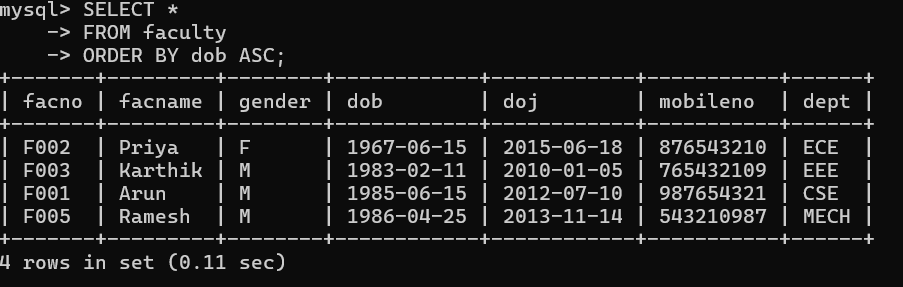 mysql> SELECT *
    -> FROM faculty
    -> ORDER BY dob ASC;
+-------+---------+--------+------------+------------+-----------+------+
| facno | facname | gender | dob        | doj        | mobileno  | dept |
+-------+---------+--------+------------+------------+-----------+------+
| F002  | Priya   | F      | 1967-06-15 | 2015-06-18 | 876543210 | ECE  |
| F003  | Karthik | M      | 1983-02-11 | 2010-01-05 | 765432109 | EEE  |
| F001  | Arun    | M      | 1985-06-15 | 2012-07-10 | 987654321 | CSE  |
| F005  | Ramesh  | M      | 1986-04-25 | 2013-11-14 | 543210987 | MECH |
+-------+---------+--------+------------+------------+-----------+------+
4 rows in set (0.11 sec)